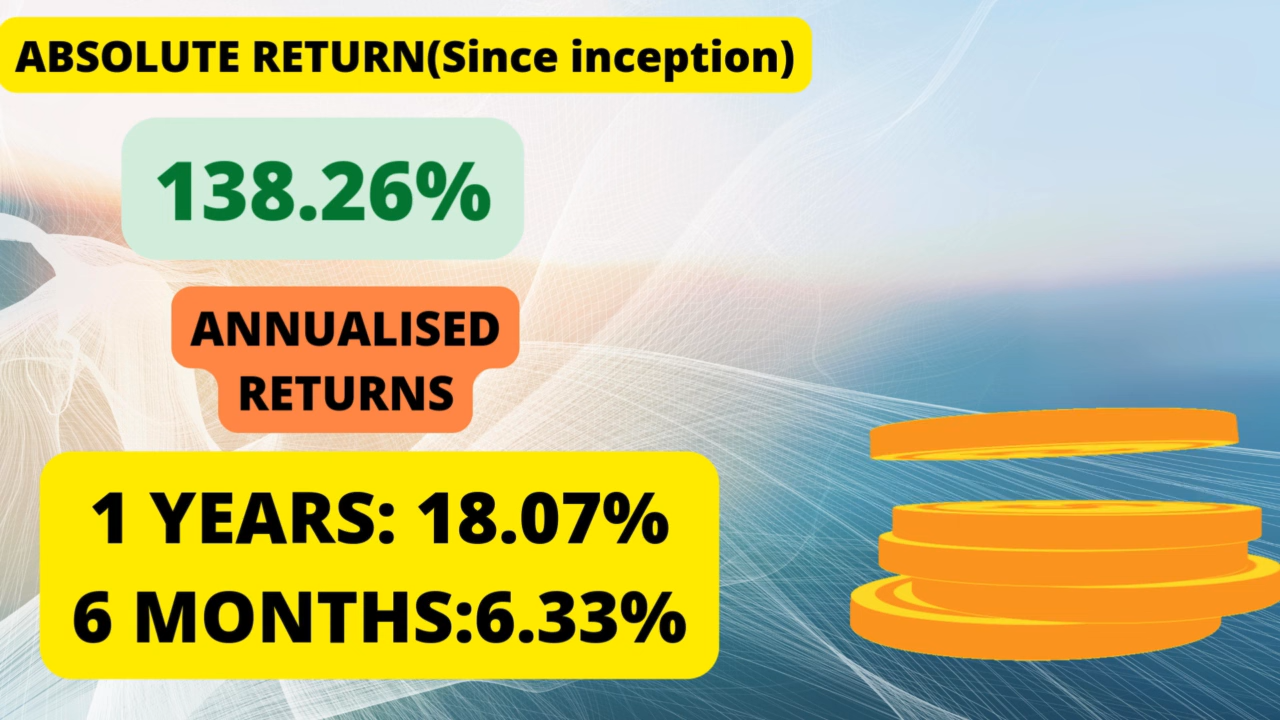 ABSOLUTE RETURN(Since inception)
138.26%
ANNUALISED
RETURNS
1 YEARS: 18.07%
6 MONTHS:6.33%